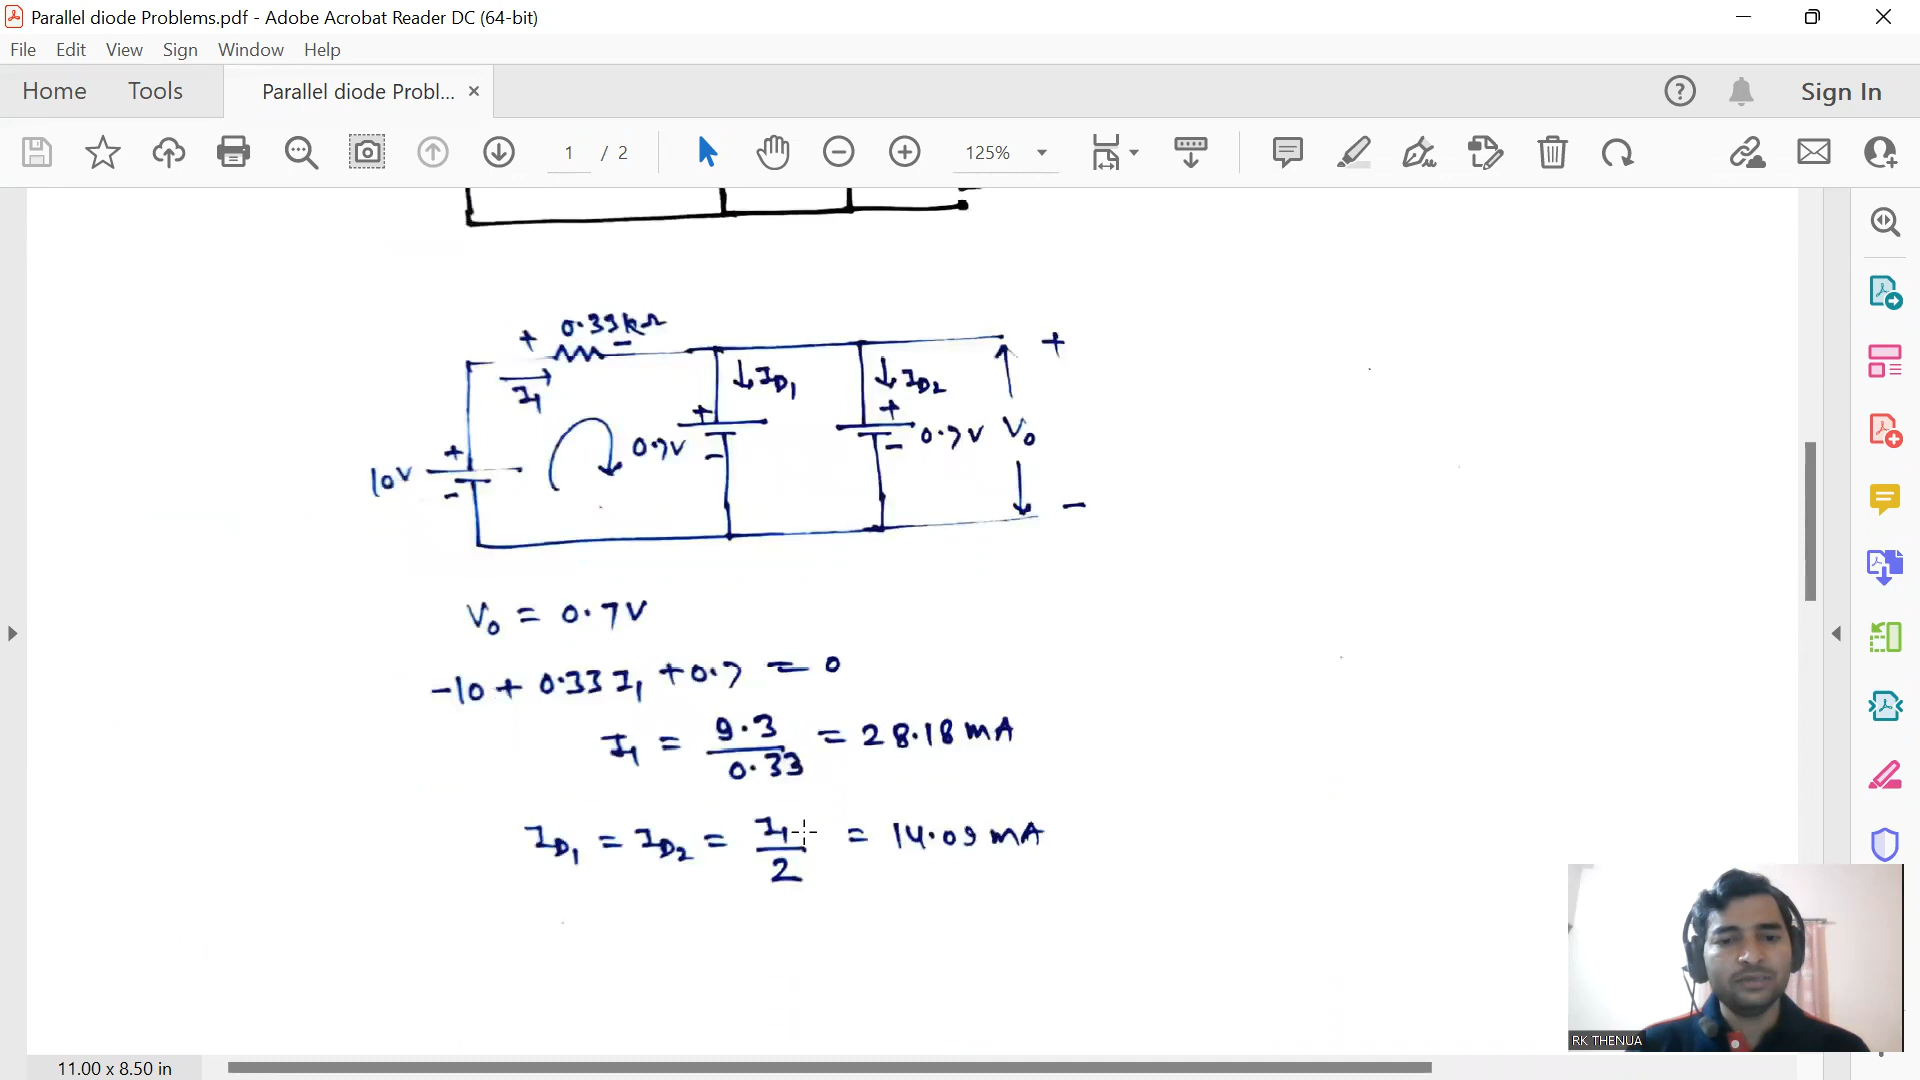 Parallel diode Problems.pdf - Adobe Acrobat Reader DC (64-bit)
File Edit View Sign Window Help
Home Tools Parallel diode Probl... × Sign In
1 / 2 125%
+ 0.33kΩ -
I1
↓ID1
↓ID2
+
+
+
+
10V
-
0.7V
-
0.7V
-
Vo
-
Vo = 0.7V
-10 + 0.33 I1 + 0.7 = 0
I1 = 9.3 / 0.33 = 28.18 mA
ID1 = ID2 = I1 / 2 = 14.09 mA
RK THENUA
11.00 x 8.50 in